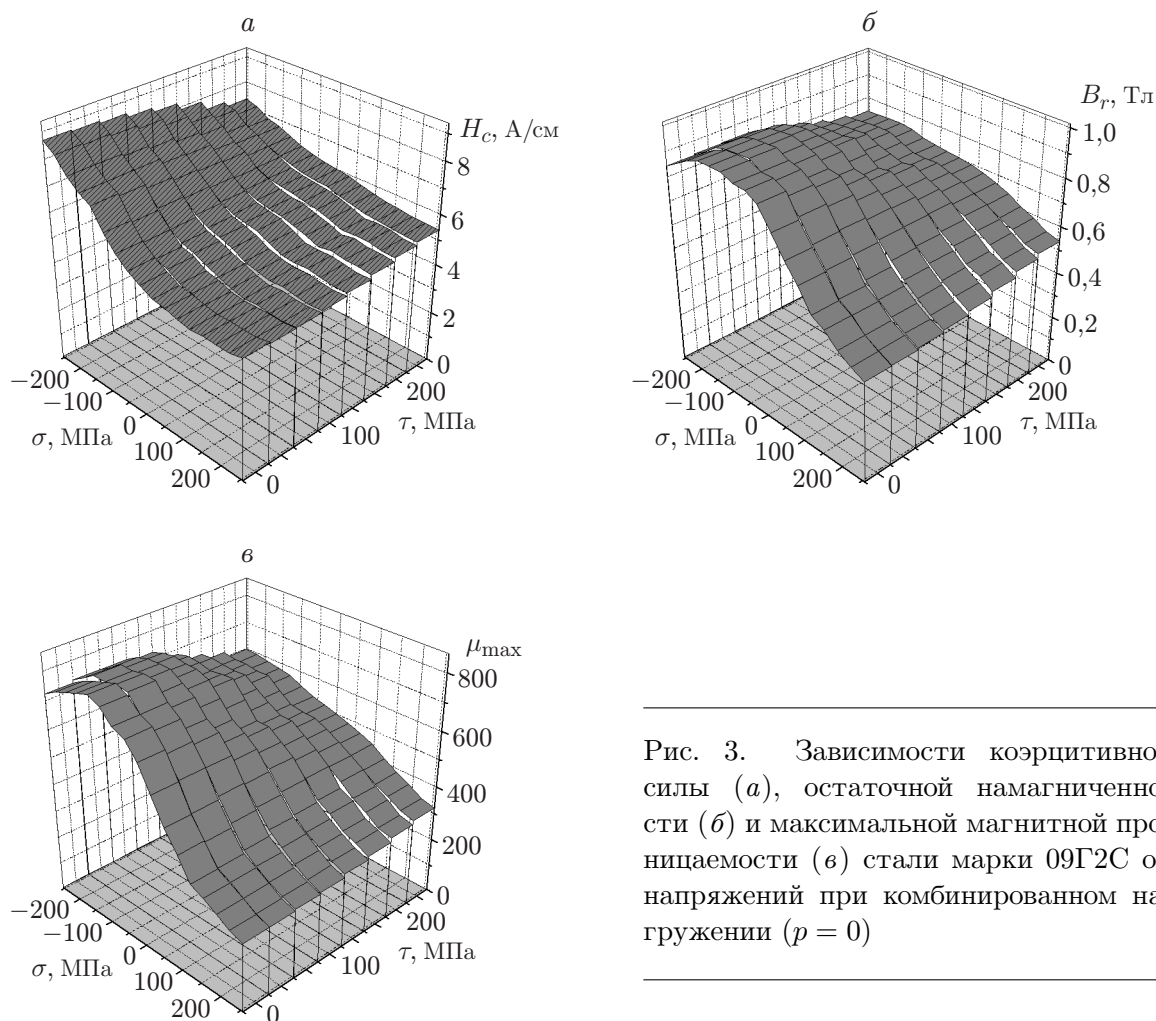 а
H_c, А/см
8
6
4
2
0
−200
−100
0
100
200
σ, МПа
0
100
200
τ, МПа
б
B_r, Тл
1,0
0,8
0,6
0,4
0,2
0
−200
−100
0
100
200
σ, МПа
0
100
200
τ, МПа
в
μ_max
800
600
400
200
0
−200
−100
0
100
200
σ, МПа
0
100
200
τ, МПа
Рис. 3. Зависимости коэрцитивно
силы (а), остаточной намагниченно
сти (б) и максимальной магнитной про
ницаемости (в) стали марки 09Г2С о
напряжений при комбинированном на
гружении (p = 0)